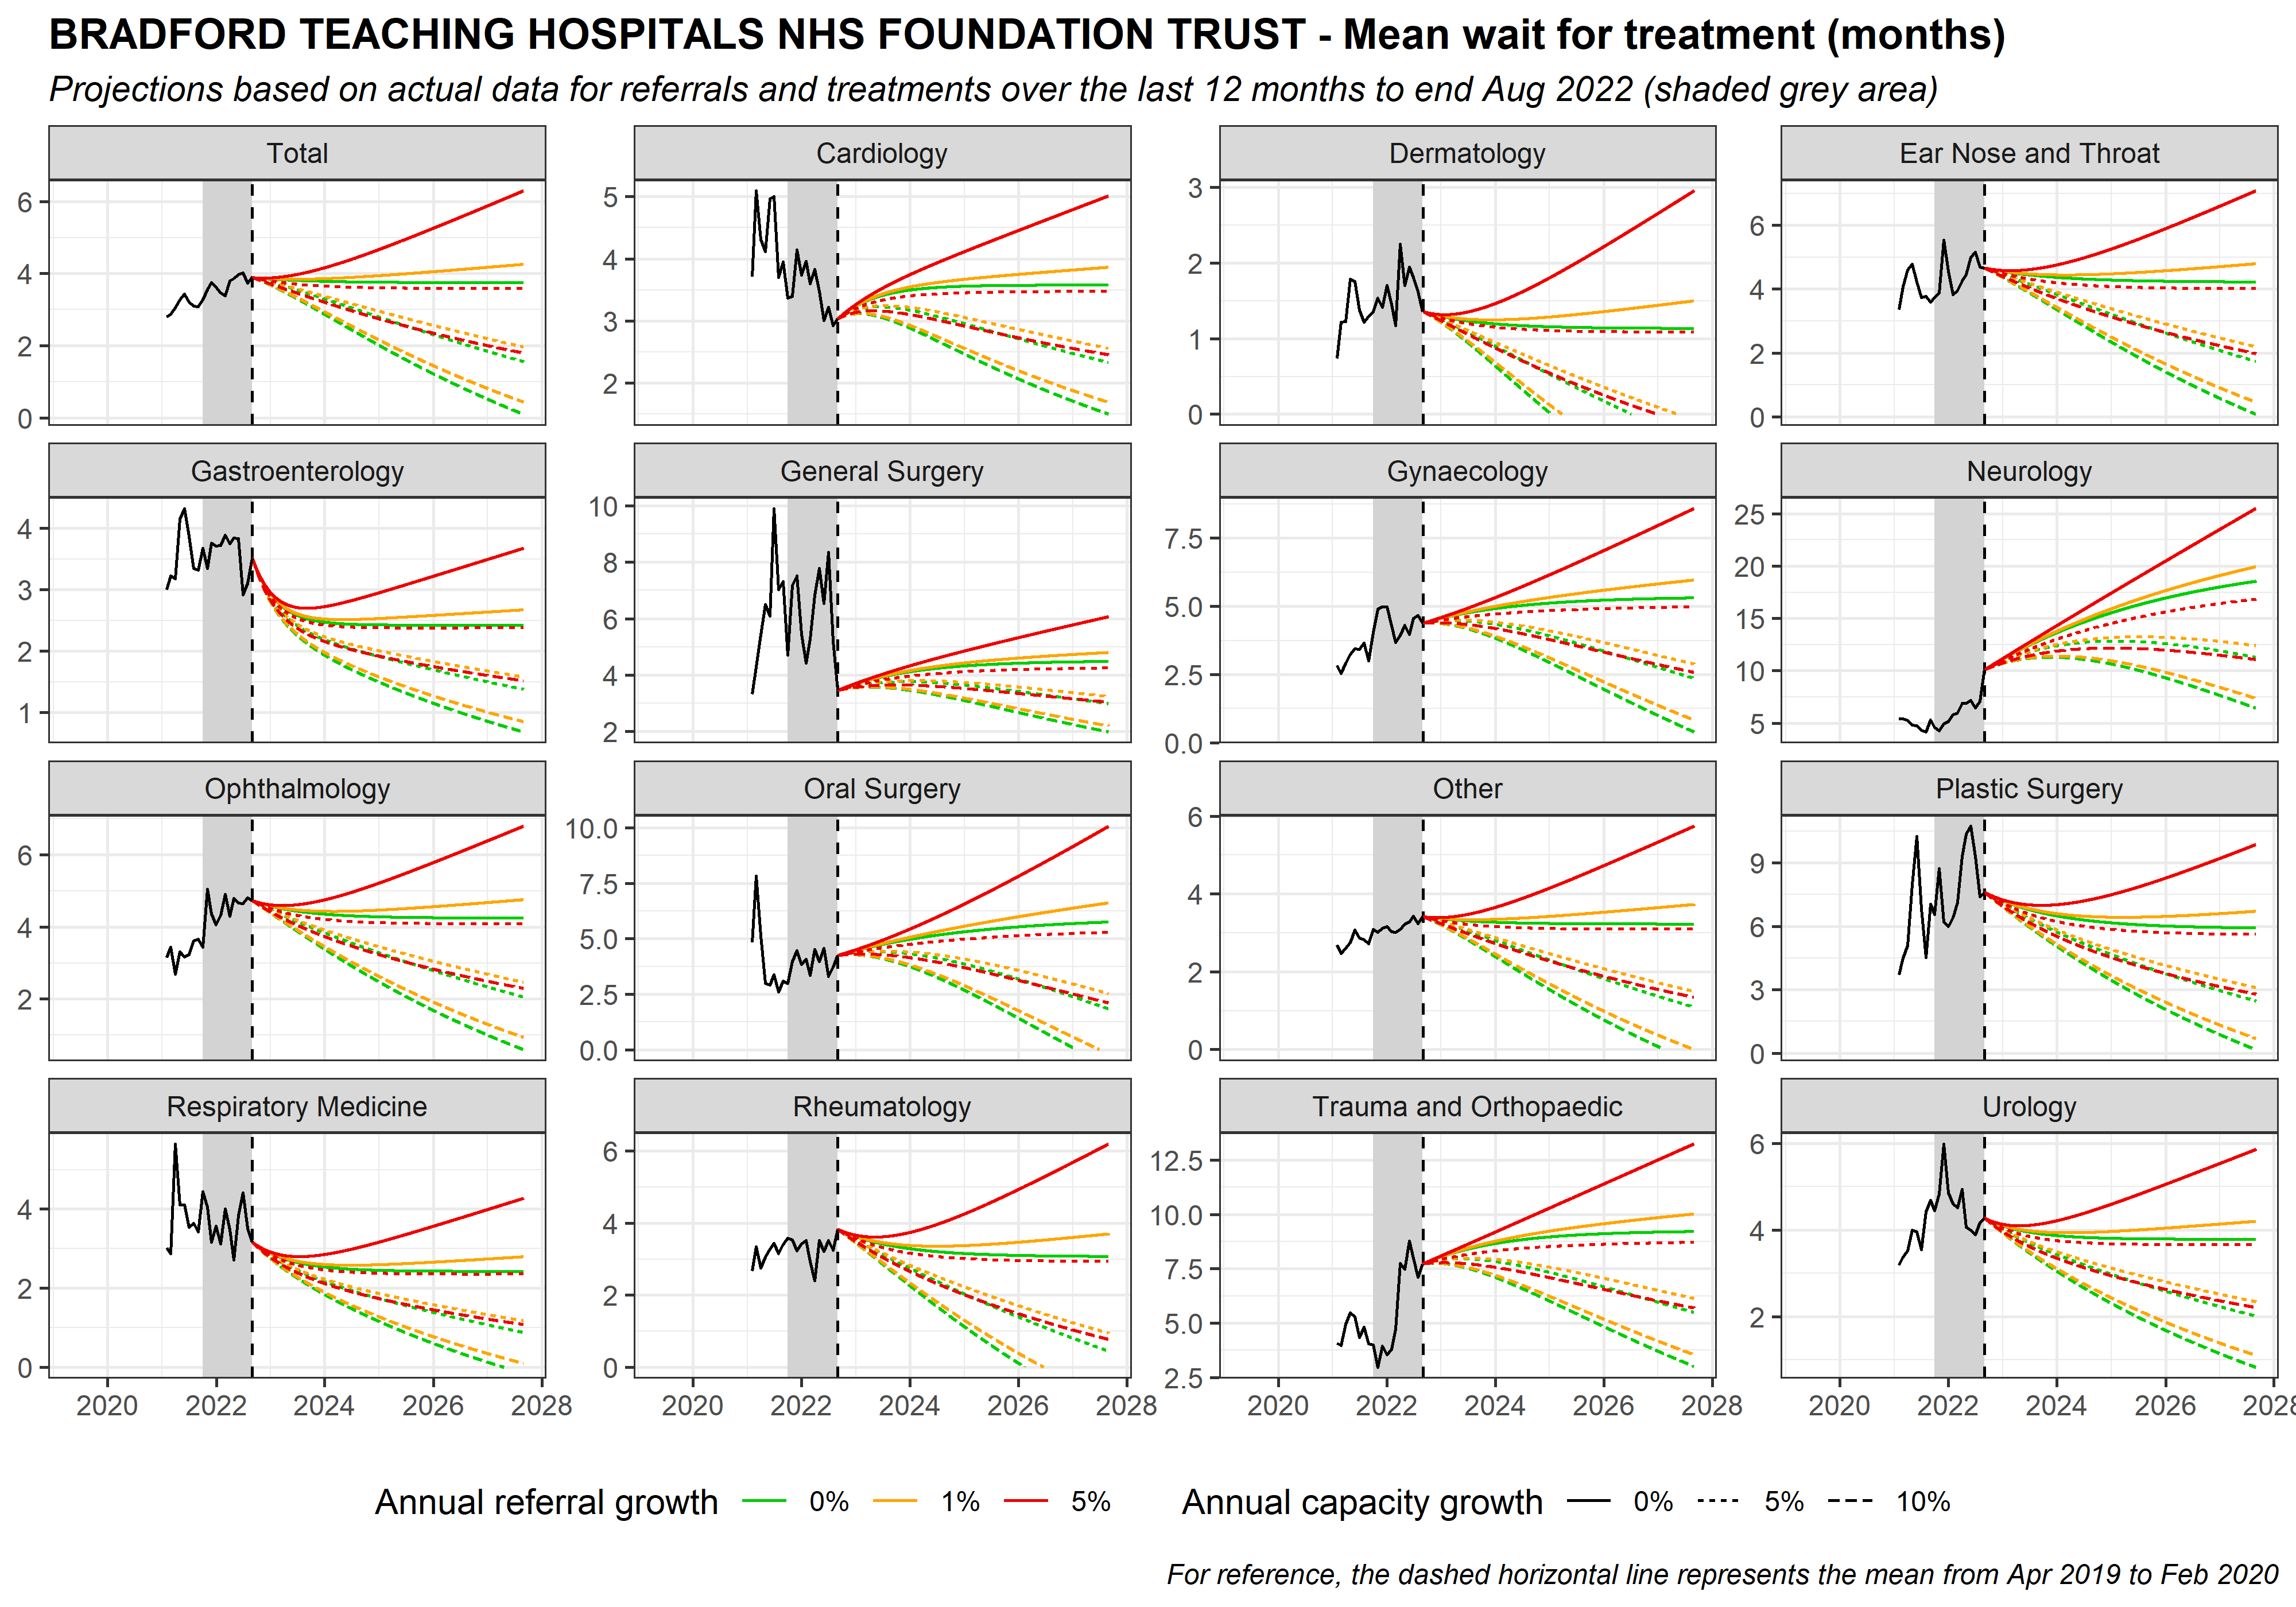 BRADFORD TEACHING HOSPITALS NHS FOUNDATION TRUST - Mean wait for treatment (months)
Projections based on actual data for referrals and treatments over the last 12 months to end Aug 2022 (shaded grey area)
Total Cardiology Dermatology Ear Nose and Throat
6 5 3 6
4 4 2 4
2 3 1 2
0 2 0 0
Gastroenterology General Surgery Gynaecology Neurology
4 10 7.5 25
3 8 5.0 20
2 6 2.5 15
1 4 0.0 10
2 5
Ophthalmology Oral Surgery Other Plastic Surgery
6 10.0 6 9
4 7.5 4 6
2 5.0 2 3
2.5 0 0
0.0
Respiratory Medicine Rheumatology Trauma and Orthopaedic Urology
4 6 12.5 6
2 4 10.0 4
0 2 7.5 2
0 5.0
2.5
2020 2022 2024 2026 2028 2020 2022 2024 2026 2028 2020 2022 2024 2026 2028 2020 2022 2024 2026 2028
Annual referral growth 0% 1% 5% Annual capacity growth 0% 5% 10%
For reference, the dashed horizontal line represents the mean from Apr 2019 to Feb 2020